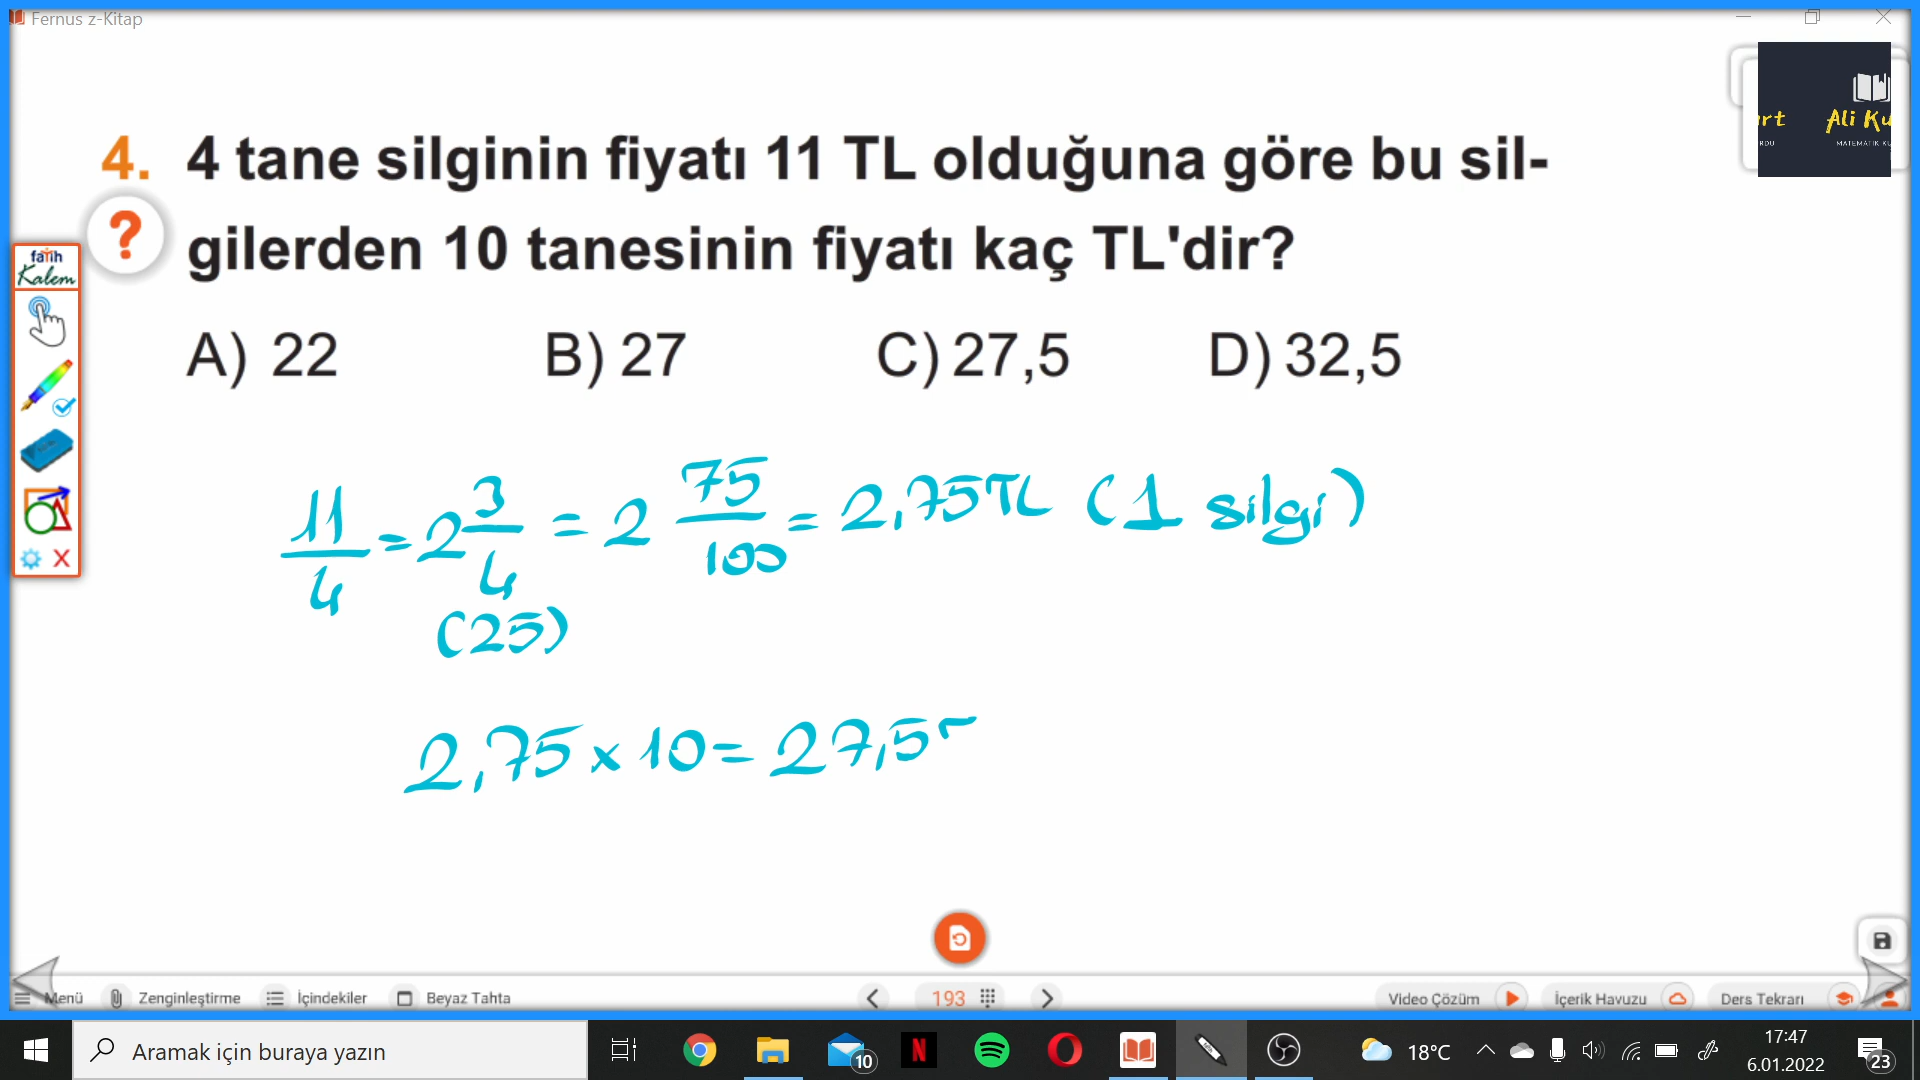 Fernus z-Kitap
Ali Ku
MATEMATİK K
4. 4 tane silginin fiyatı 11 TL olduğuna göre bu sil-
gilerden 10 tanesinin fiyatı kaç TL'dir?
?
A) 22 B) 27 C) 27,5 D) 32,5
fatih
Kalem
11/4 = 2 3/4 = 2 75/100 = 2,75 TL (1 silgi)
(25)
2,75 x 10 = 27,5
Menü Zenginleştirme İçindekiler Beyaz Tahta 193 Video Çözüm İçerik Havuzu Ders Tekrarı
Aramak için buraya yazın 10 18°C 17:47
6.01.2022 23